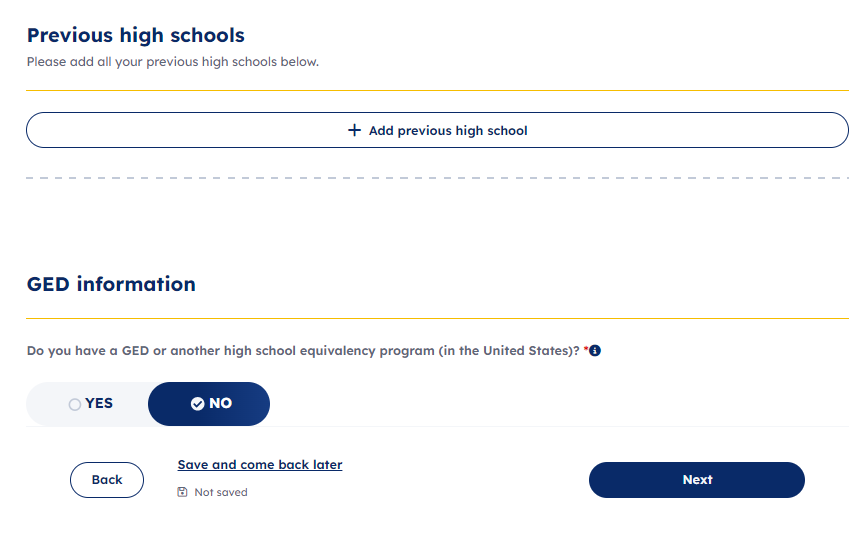 Previous high schools
Please add all your previous high schools below.
+ Add previous high school
GED information
Do you have a GED or another high school equivalency program (in the United States)? *
YES
NO
Back
Save and come back later
Not saved
Next